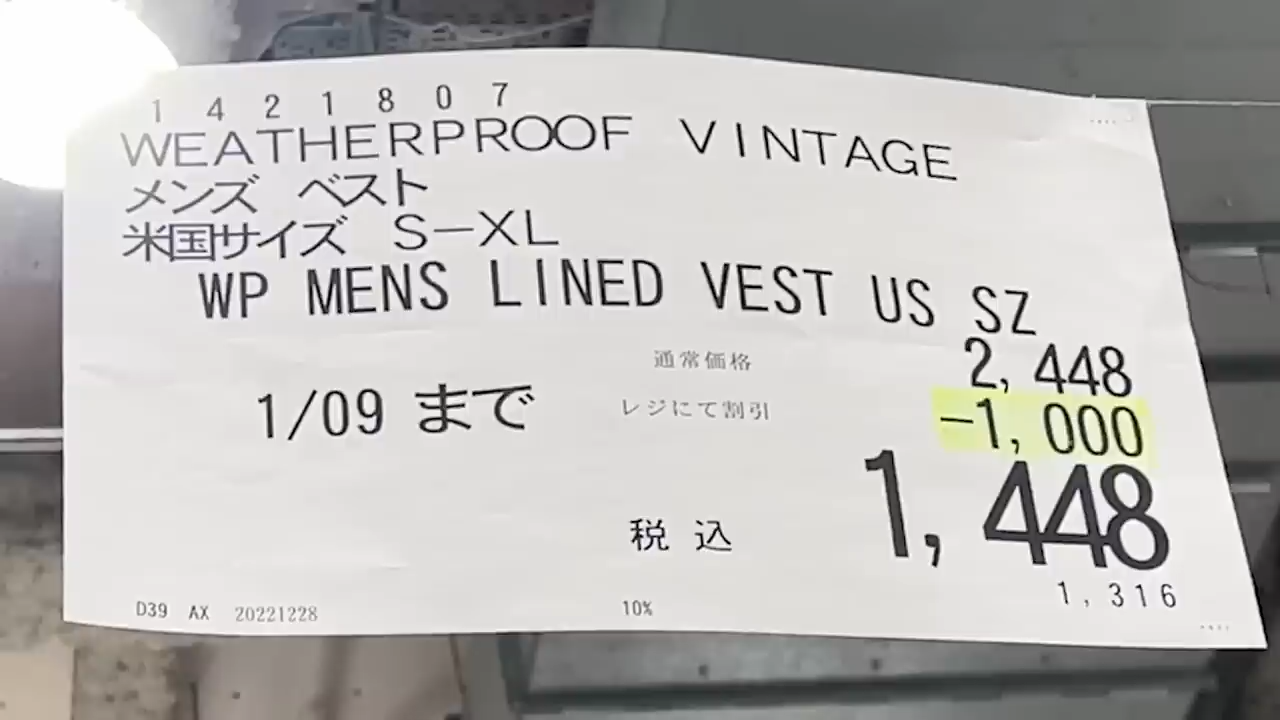 1421807
WEATHERPROOF VINTAGE
メンズ ベスト
米国サイズ S-XL
WP MENS LINED VEST US SZ
通常価格 2,448
1/09 まで レジにて割引 -1,000
税込 1,448
1,316
D39 AX 20221228 10%